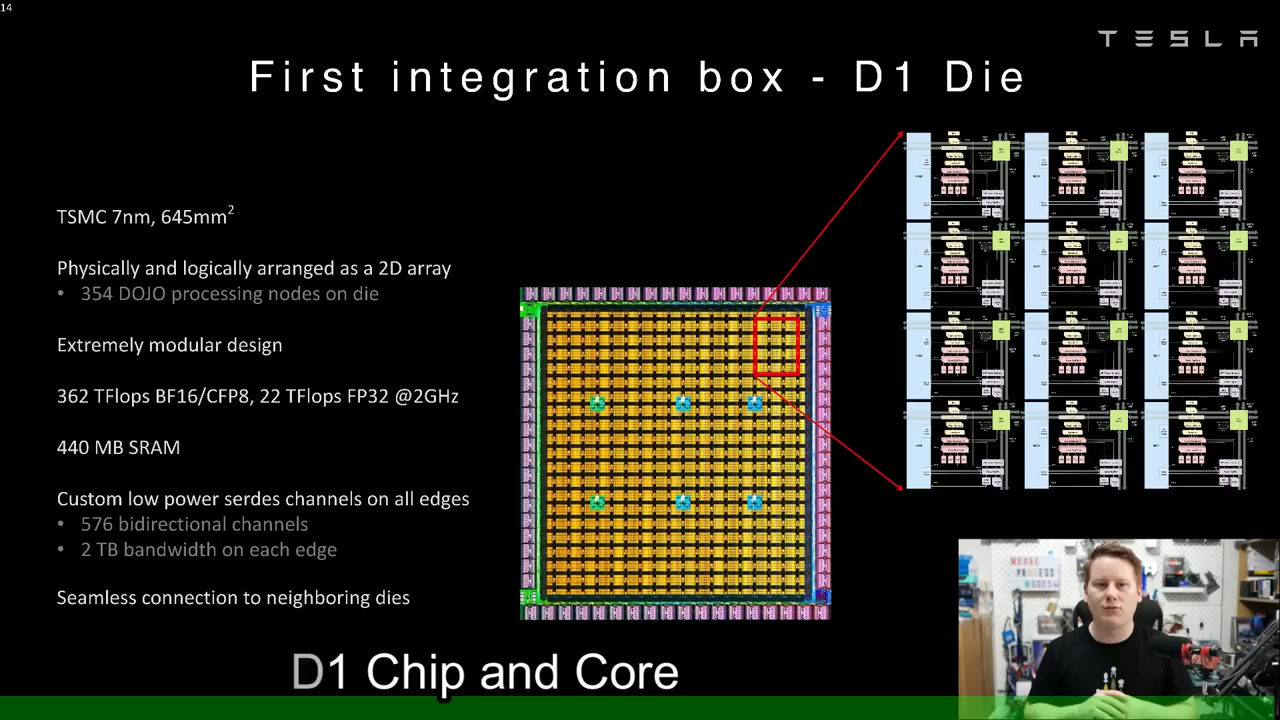 14
TESLA
First integration box - D1 Die
TSMC 7nm, 645mm²
Physically and logically arranged as a 2D array
• 354 DOJO processing nodes on die
Extremely modular design
362 TFlops BF16/CFP8, 22 TFlops FP32 @2GHz
440 MB SRAM
Custom low power serdes channels on all edges
• 576 bidirectional channels
• 2 TB bandwidth on each edge
Seamless connection to neighboring dies
D1 Chip and Core